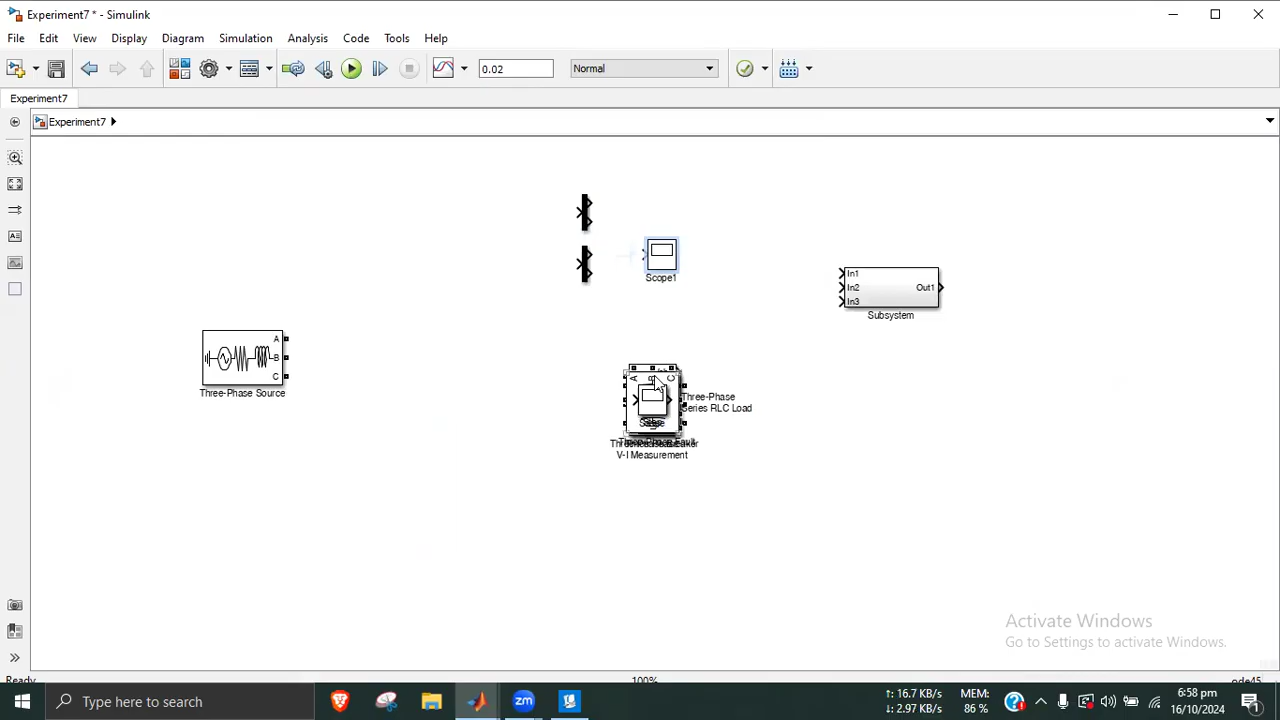 Experiment7 * - Simulink
File Edit View Display Diagram Simulation Analysis Code Tools Help
0.02
Normal
Experiment7
Experiment7
Scope1
In1
In2
In3
Out1
Subsystem
A
B
C
Three-Phase Source
A B C
Three-Phase
Series RLC Load
V-I Measurement
Activate Windows
Go to Settings to activate Windows.
Ready
100%
ode45
Type here to search
zm
↑: 16.7 KB/s
↓: 2.97 KB/s
MEM:
86 %
6:58 pm
16/10/2024
1